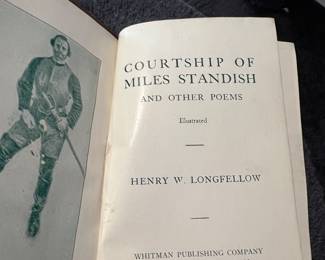 COURTSHIP OF
MILES STANDISH
AND OTHER POEMS
Illustrated
HENRY W. LONGFELLOW
WHITMAN PUBLISHING COMPANY